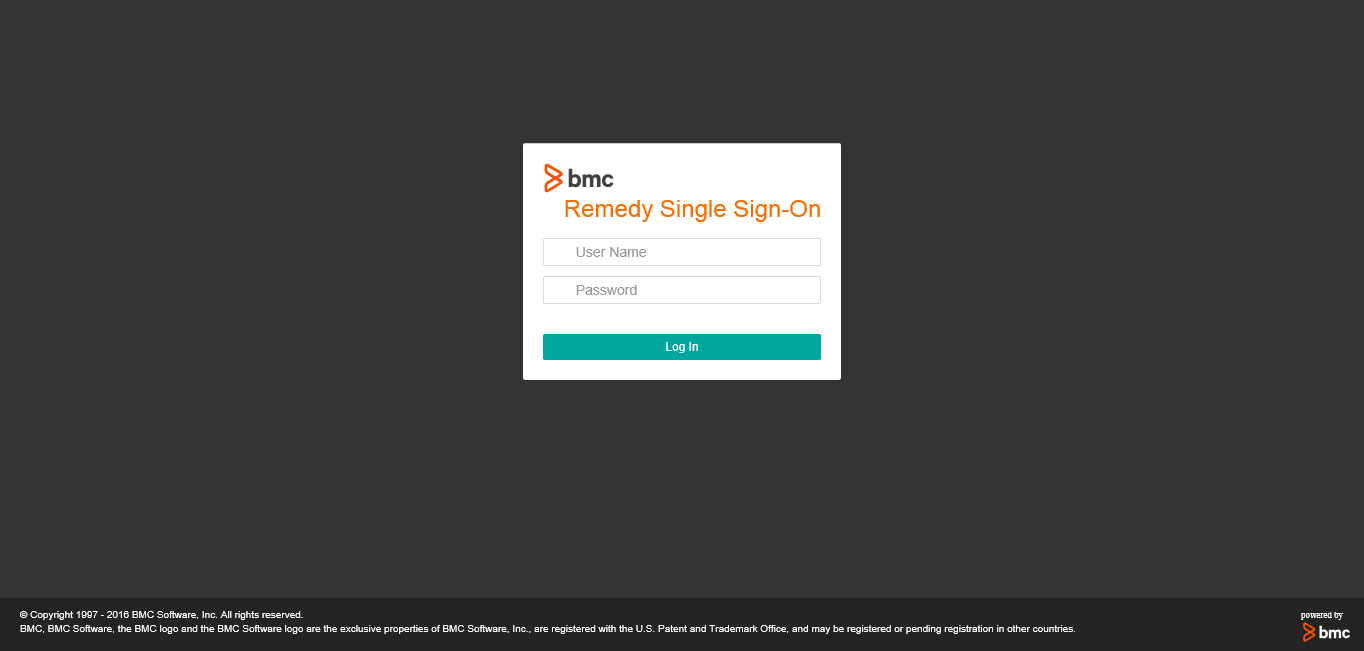 bmc
Remedy Single Sign-On
User Name
Password
Log In
© Copyright 1997 - 2016 BMC Software, Inc. All rights reserved.
BMC, BMC Software, the BMC logo and the BMC Software logo are the exclusive properties of BMC Software, Inc., are registered with the U.S. Patent and Trademark Office, and may be registered or pending registration in other countries.
powered by
bmc